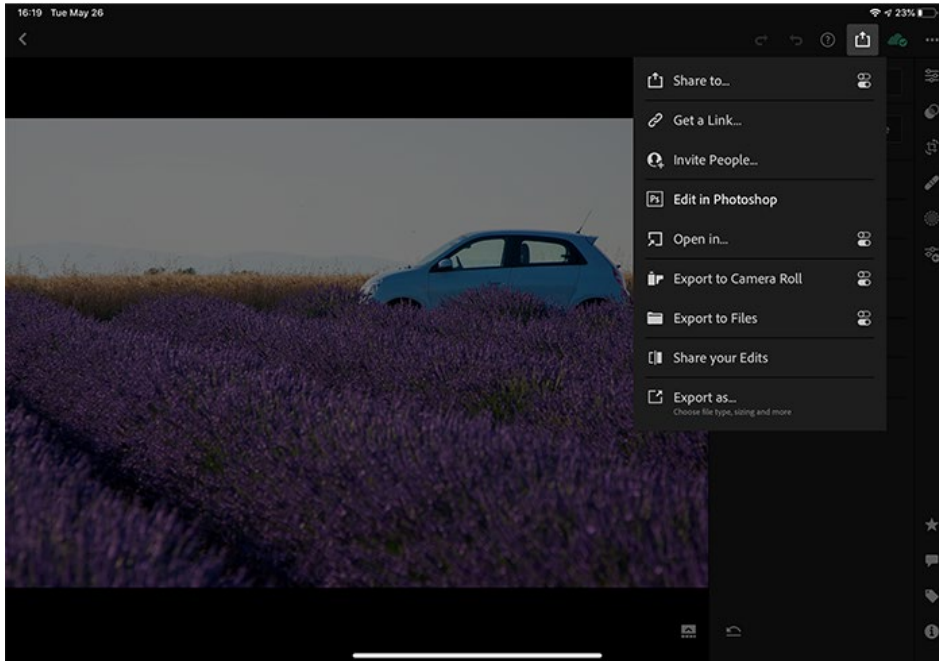 16:19 Tue May 26
23%
Share to...
Get a Link...
Invite People...
Ps Edit in Photoshop
Open in...
Export to Camera Roll
Export to Files
Share your Edits
Export as...
Choose file type, sizing and more